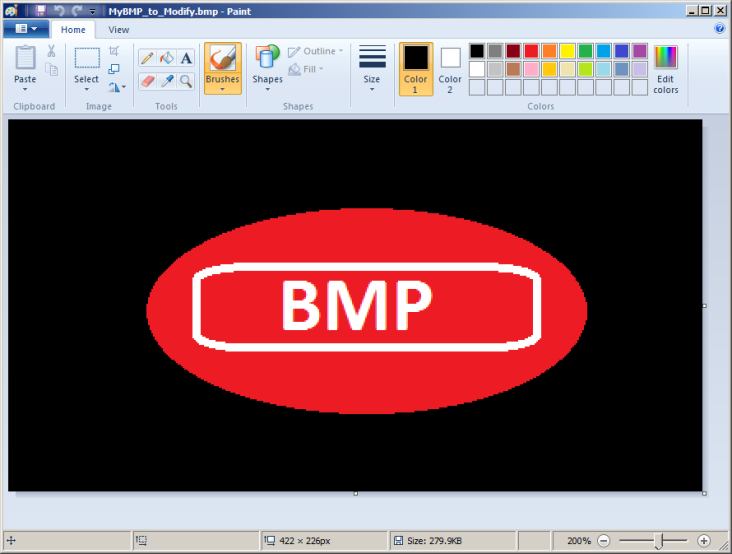 MyBMP_to_Modify.bmp - Paint
Home View
Paste
Select
A
Brushes
Shapes
Outline
Fill
Size
Color 1
Color 2
Edit colors
Clipboard Image Tools Shapes Colors
BMP
422 × 226px
Size: 279.9KB
200%